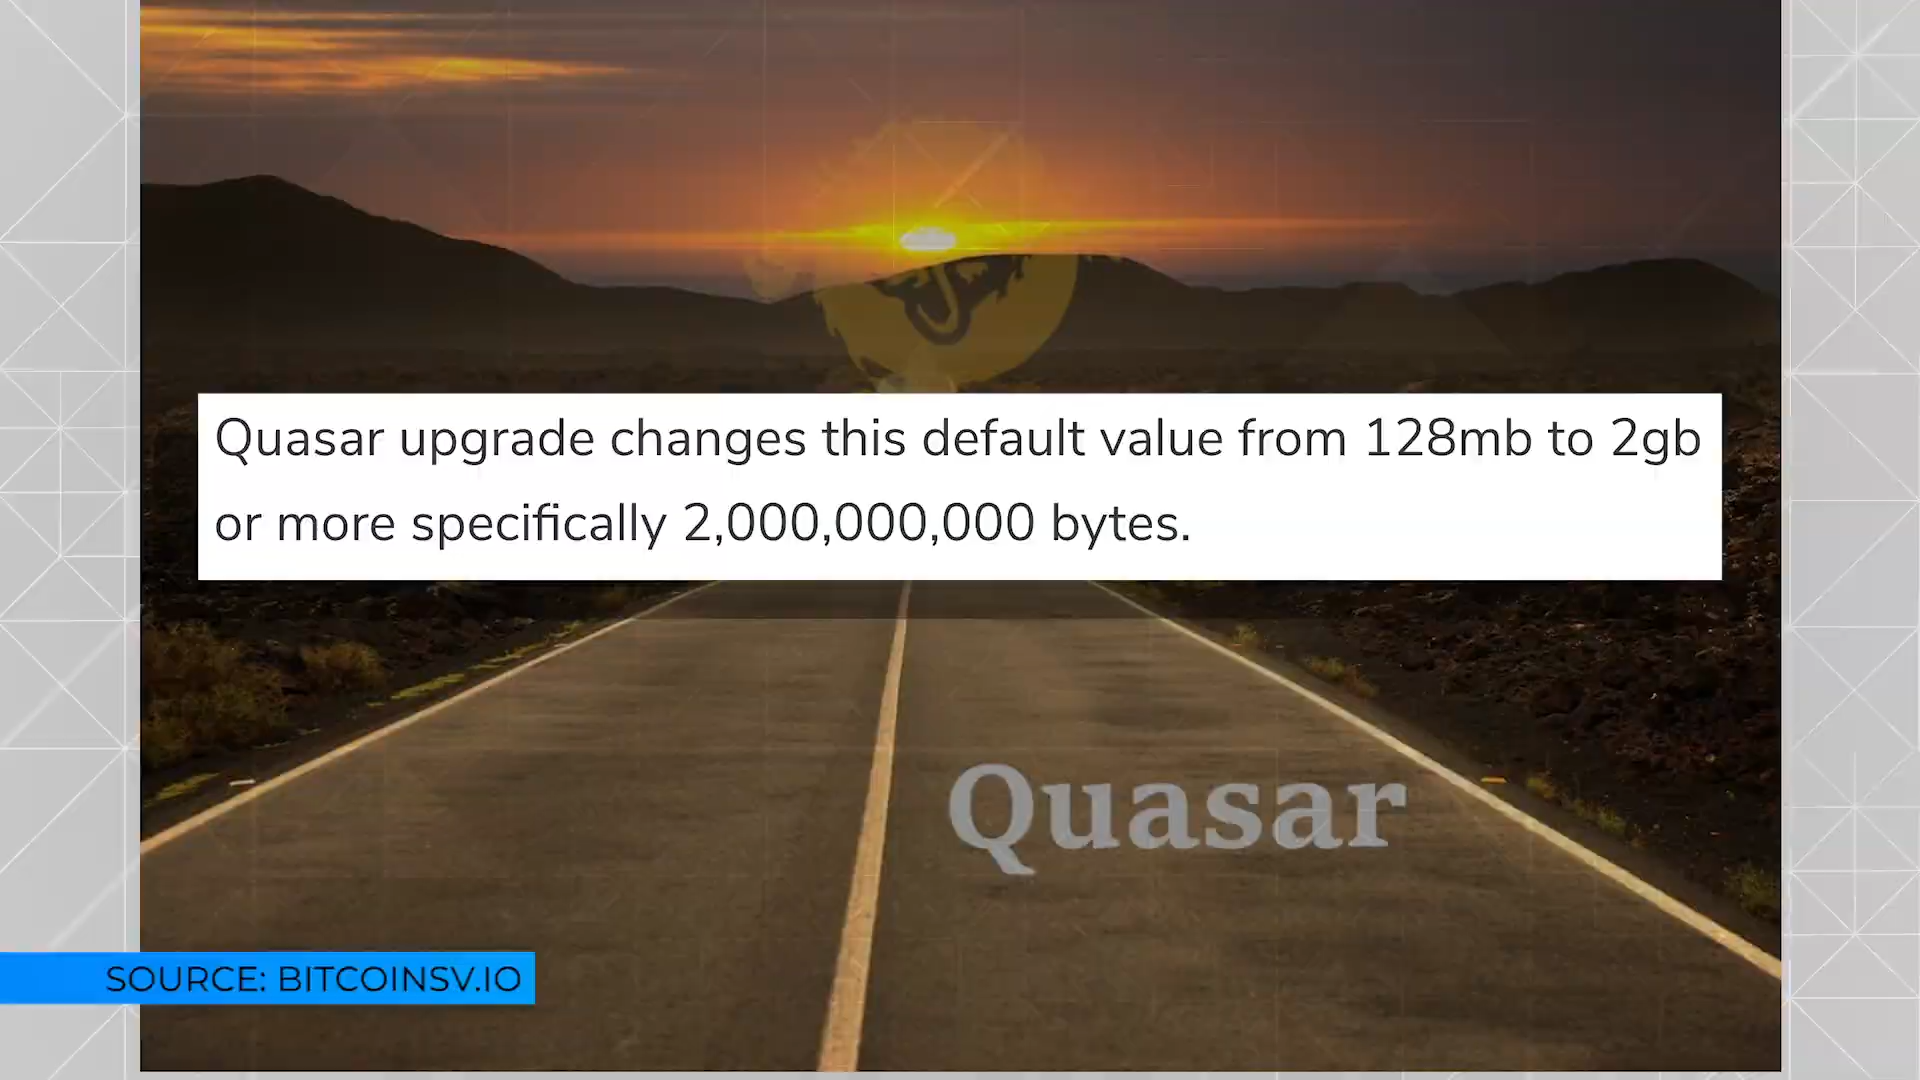 Quasar upgrade changes this default value from 128mb to 2gb
or more specifically 2,000,000,000 bytes.
Quasar
SOURCE: BITCOINSV.IO